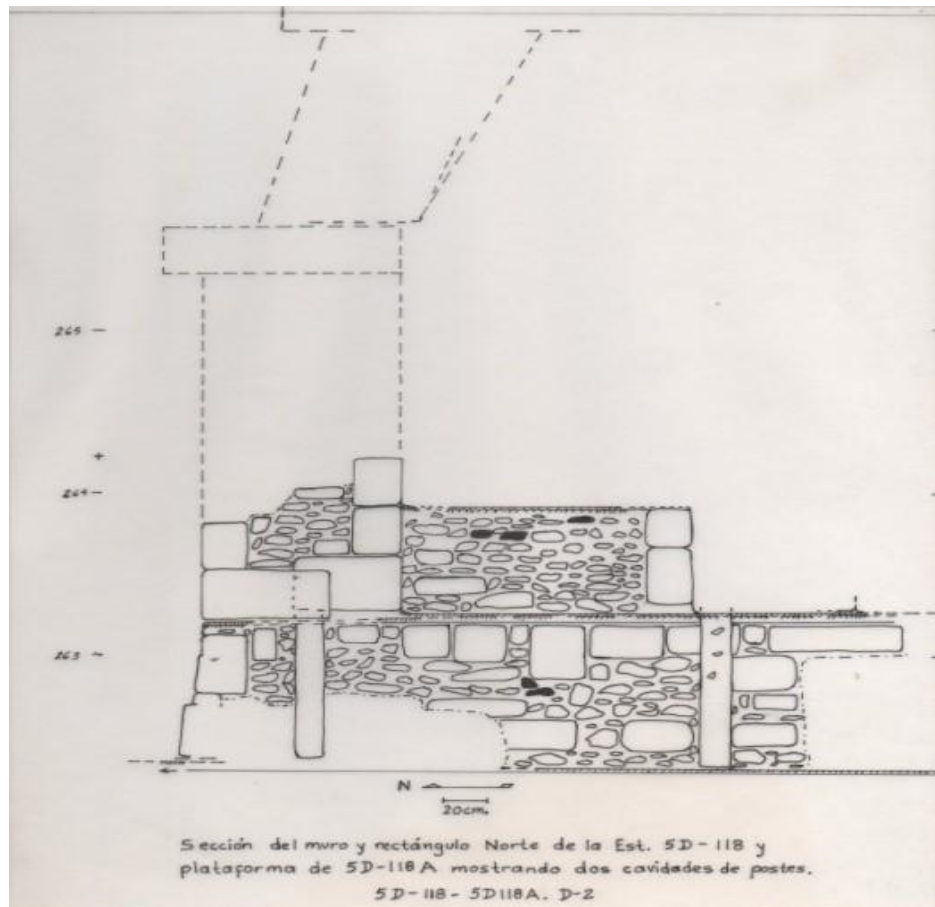 265
264
263
N
20cm.
Sección del muro y rectángulo Norte de la Est. 5D-118 y
plataforma de 5D-118A mostrando dos cavidades de postes.
5D-118-5D118A. D-2